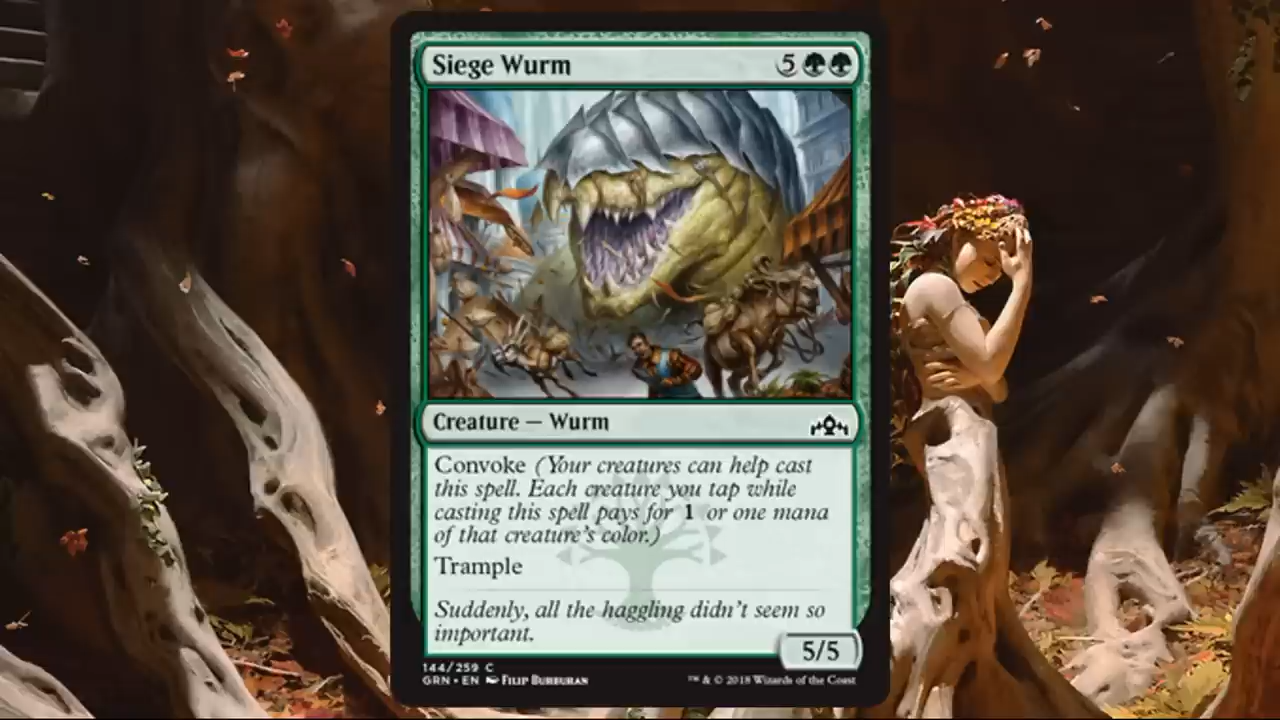 Siege Wurm 5
Creature — Wurm
Convoke (Your creatures can help cast
this spell. Each creature you tap while
casting this spell pays for 1 or one mana
of that creature's color.)
Trample
Suddenly, all the haggling didn't seem so
important.
5/5
144/259 C
GRN • EN Filip Burburan
™ & © 2018 Wizards of the Coast